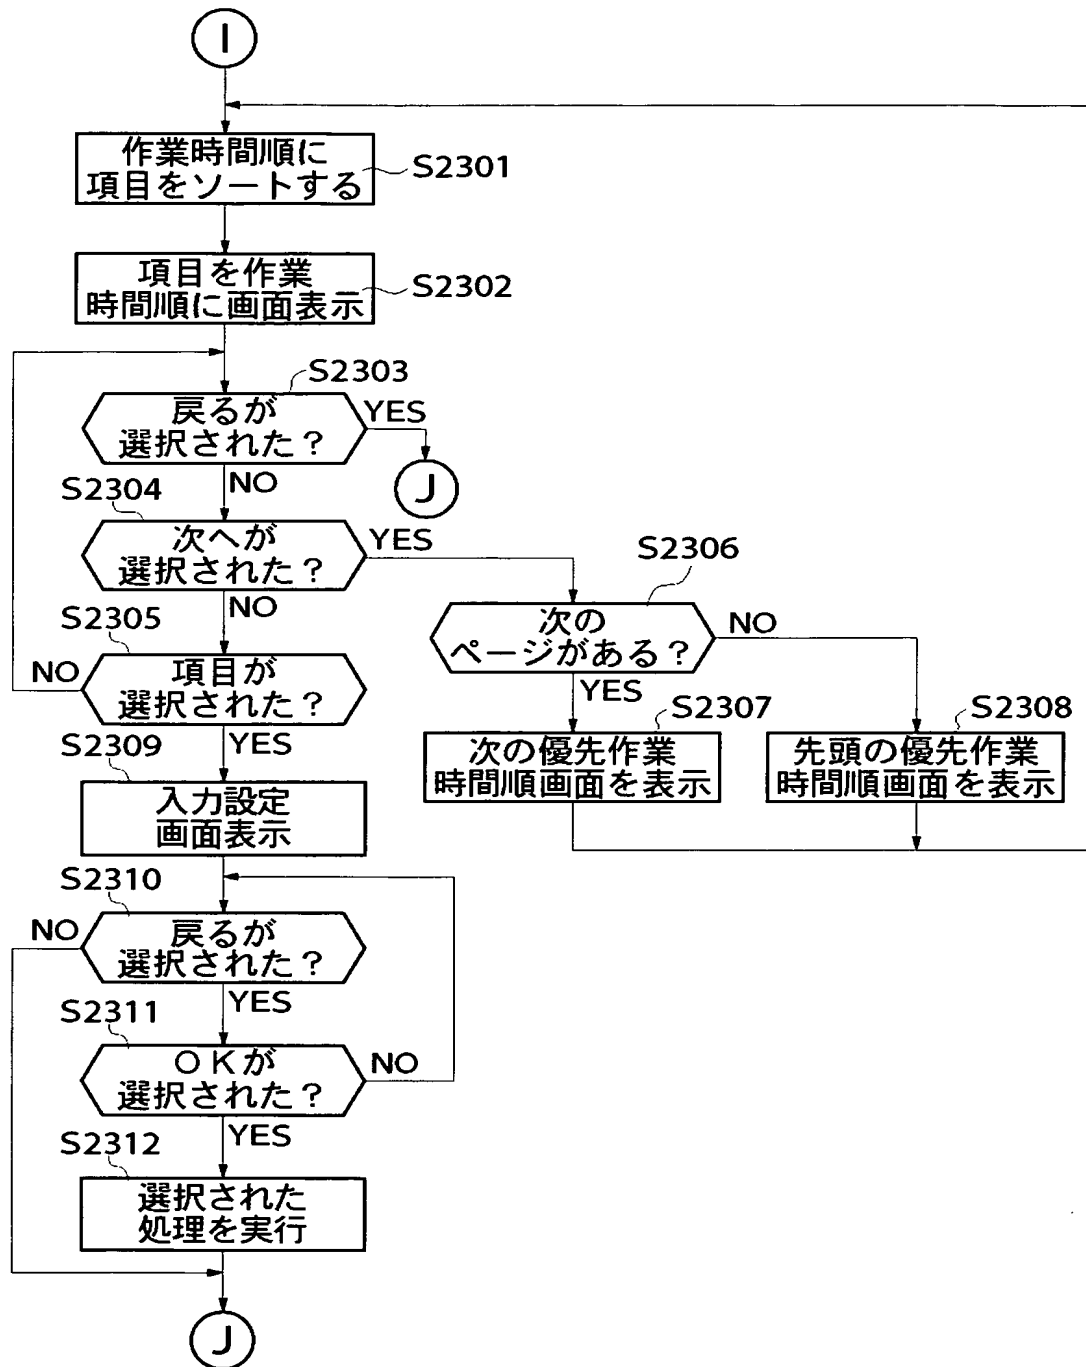 I
作業時間順に
項目をソートする
S2301
項目を作業
時間順に画面表示
S2302
S2303
戻るが
選択された？
YES
J
NO
S2304
次へが
選択された？
YES
NO
S2306
次の
ページがある？
NO
YES
S2305
項目が
選択された？
NO
YES
S2307
次の優先作業
時間順画面を表示
S2308
先頭の優先作業
時間順画面を表示
S2309
入力設定
画面表示
S2310
戻るが
選択された？
NO
YES
S2311
ＯＫが
選択された？
NO
YES
S2312
選択された
処理を実行
J